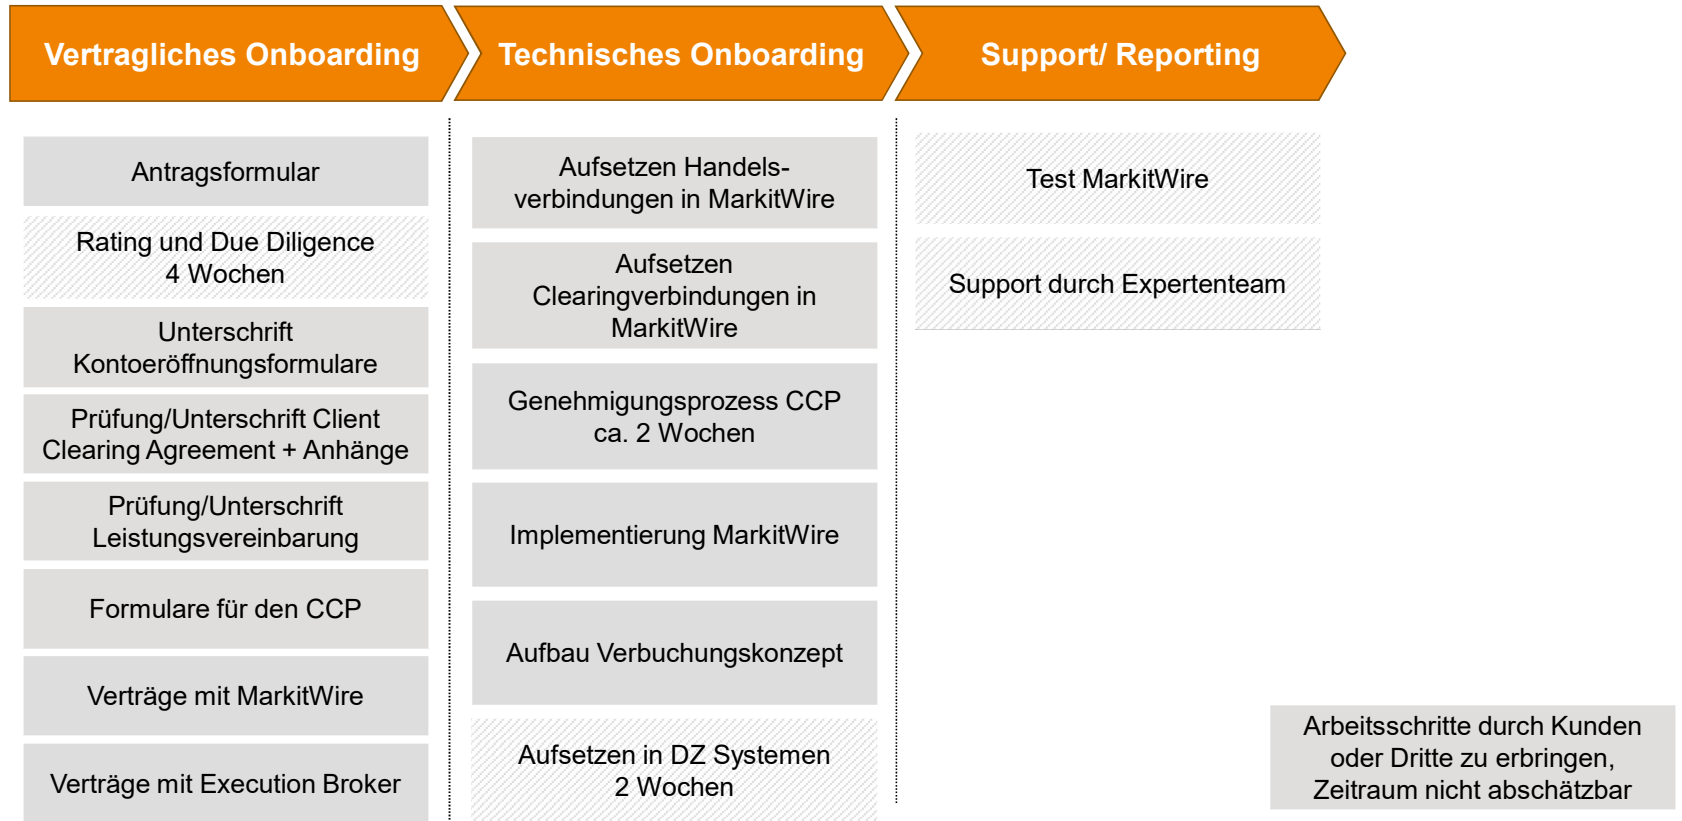 Vertragliches Onboarding
Technisches Onboarding
Support/ Reporting
Antragsformular
Rating und Due Diligence
4 Wochen
Unterschrift
Kontoeröffnungsformulare
Prüfung/Unterschrift Client
Clearing Agreement + Anhänge
Prüfung/Unterschrift
Leistungsvereinbarung
Formulare für den CCP
Verträge mit MarkitWire
Verträge mit Execution Broker
Aufsetzen Handels-
verbindungen in MarkitWire
Aufsetzen
Clearingverbindungen in
MarkitWire
Genehmigungsprozess CCP
ca. 2 Wochen
Implementierung MarkitWire
Aufbau Verbuchungskonzept
Aufsetzen in DZ Systemen
2 Wochen
Test MarkitWire
Support durch Expertenteam
Arbeitsschritte durch Kunden
oder Dritte zu erbringen,
Zeitraum nicht abschätzbar